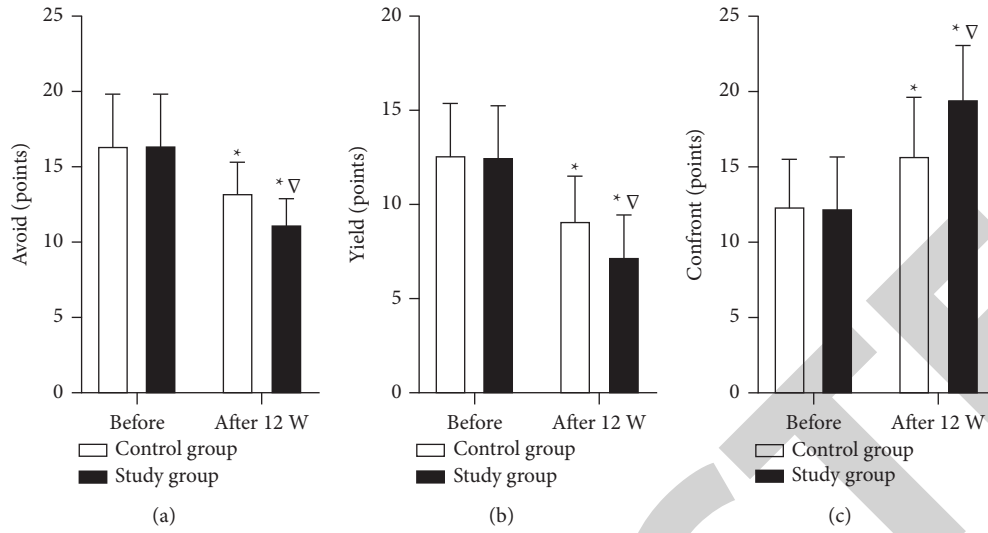 25
20
15
10
5
0
Avoid (points)
*
* ∇
Before
After 12 W
Control group
Study group
(a)
20
15
10
5
0
Yield (points)
*
* ∇
Before
After 12 W
Control group
Study group
(b)
25
20
15
10
5
0
Confront (points)
*
* ∇
Before
After 12 W
Control group
Study group
(c)